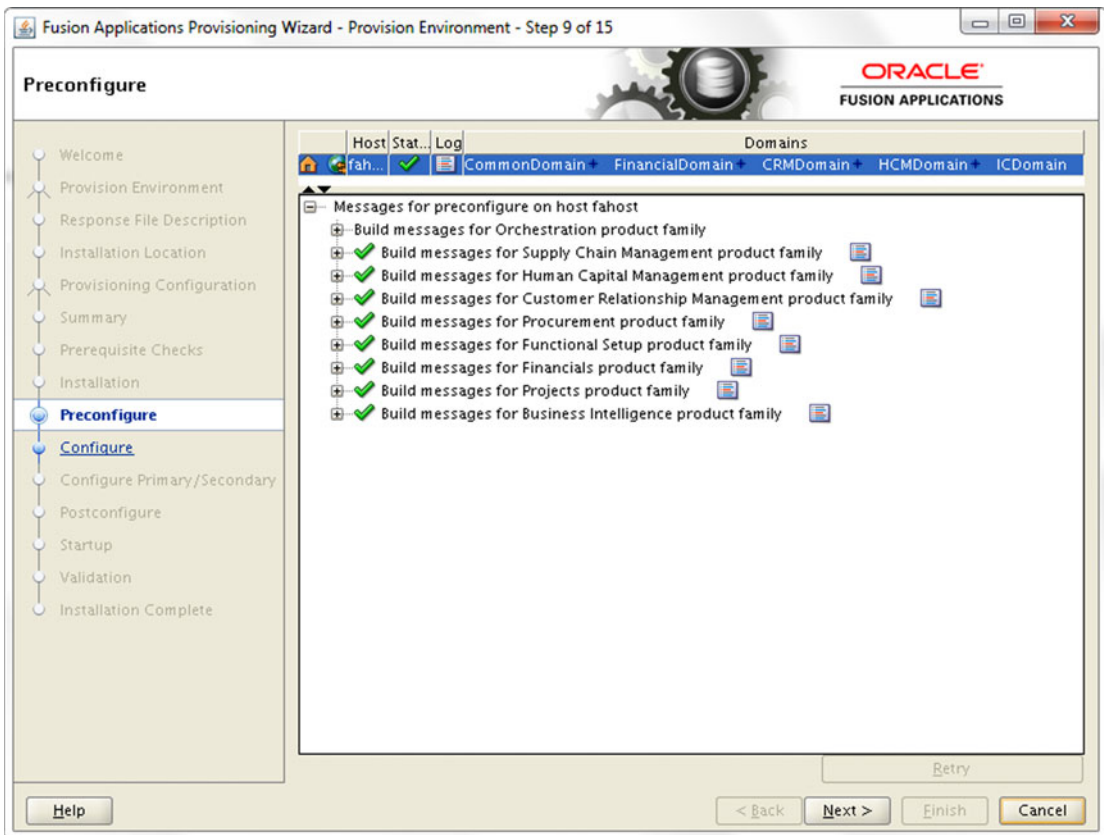 Fusion Applications Provisioning Wizard - Provision Environment - Step 9 of 15
Preconfigure
ORACLE
FUSION APPLICATIONS
Welcome
Provision Environment
Response File Description
Installation Location
Provisioning Configuration
Summary
Prerequisite Checks
Installation
Preconfigure
Configure
Configure Primary/Secondary
Postconfigure
Startup
Validation
Installation Complete
Host Stat... Log Domains
fah... CommonDomain+ FinancialDomain+ CRMDomain+ HCMDomain+ ICDomain
Messages for preconfigure on host fahost
Build messages for Orchestration product family
Build messages for Supply Chain Management product family
Build messages for Human Capital Management product family
Build messages for Customer Relationship Management product family
Build messages for Procurement product family
Build messages for Functional Setup product family
Build messages for Financials product family
Build messages for Projects product family
Build messages for Business Intelligence product family
Retry
Help < Back Next > Finish Cancel